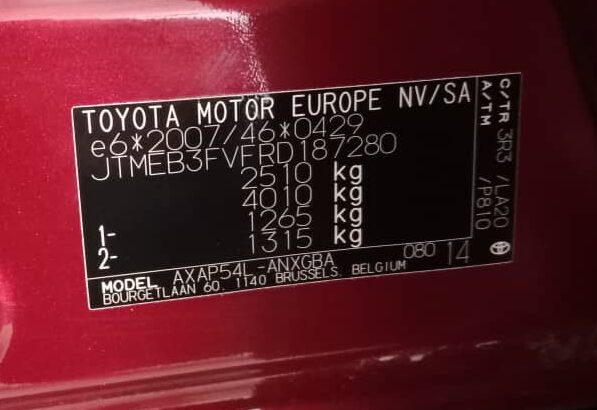 TOYOTA MOTOR EUROPE NV/SA
e6*2007/46*0429
JTMEB3FVFRD187280
2510 kg
4010 kg
1- 1265 kg
2- 1315 kg
080 14
MODEL AXAP54L-ANXGBA
BOURGETLAAN 60. 1140 BRUSSELS. BELGIUM
C/TR 3R3 /LA20
A/TM /P810